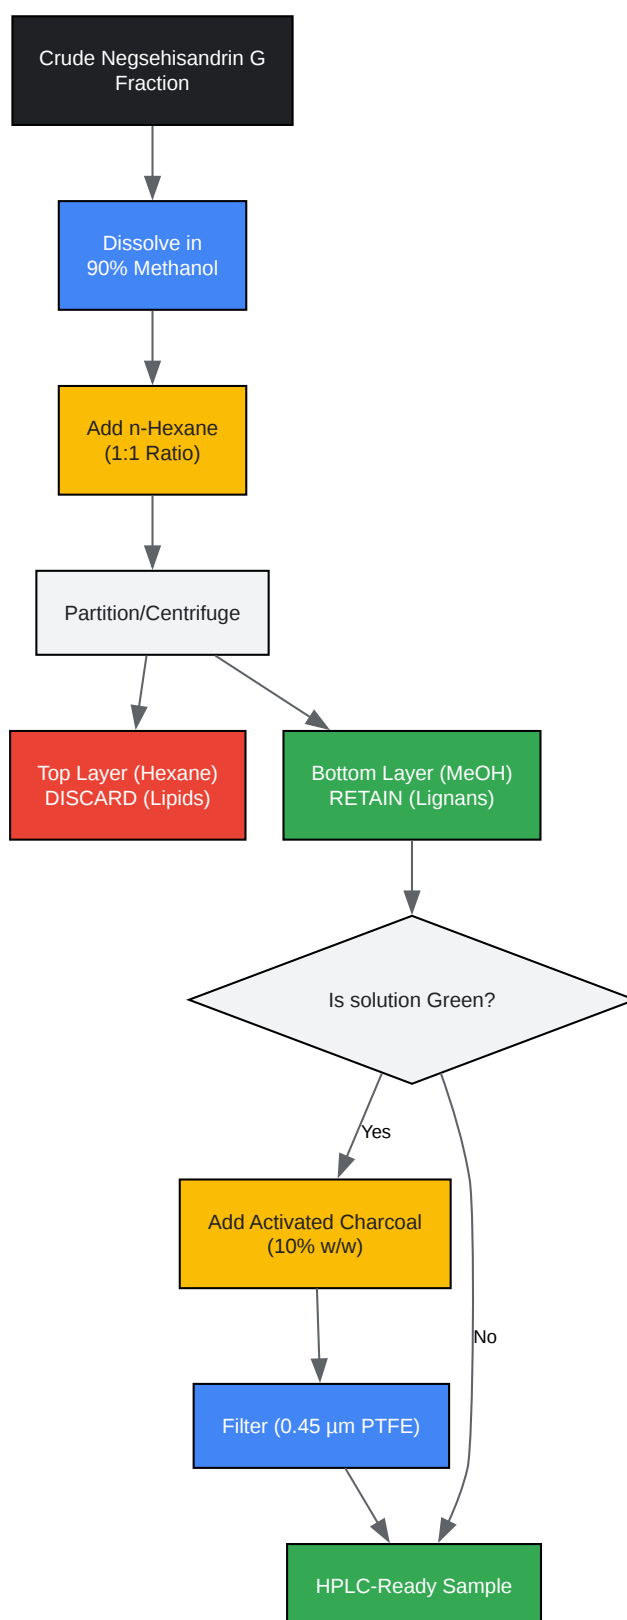 Crude Negsehisandrin G
Fraction
Dissolve in
90% Methanol
Add n-Hexane
(1:1 Ratio)
Partition/Centrifuge
Top Layer (Hexane)
DISCARD (Lipids)
Bottom Layer (MeOH)
RETAIN (Lignans)
Is solution Green?
Yes
Add Activated Charcoal
(10% w/w)
No
Filter (0.45 µm PTFE)
HPLC-Ready Sample